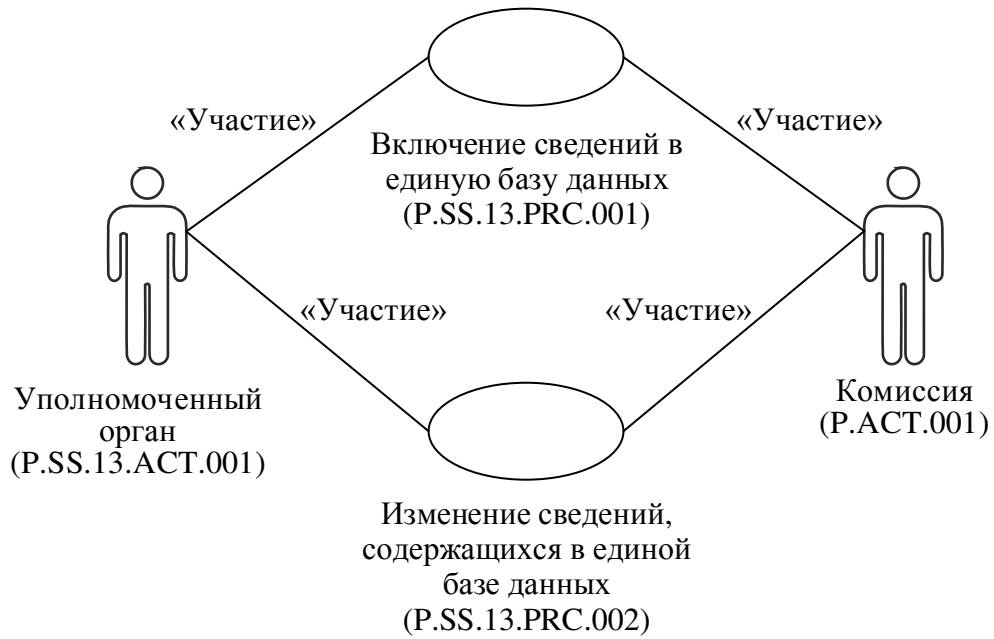 «Участие»
«Участие»
Включение сведений в
единую базу данных
(P.SS.13.PRC.001)
«Участие»
«Участие»
Уполномоченный
орган
(P.SS.13.ACT.001)
Комиссия
(P.ACT.001)
Изменение сведений,
содержащихся в единой
базе данных
(P.SS.13.PRC.002)